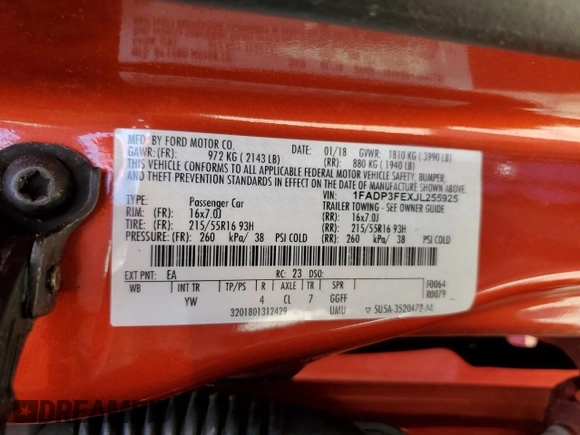 MFD. BY FORD MOTOR CO. DATE: 01/18 GVWR: 1810 KG ( 3990 LB)
GAWR: (FR): 972 KG ( 2143 LB) (RR): 880 KG ( 1940 LB)
THIS VEHICLE CONFORMS TO ALL APPLICABLE FEDERAL MOTOR VEHICLE SAFETY, BUMPER,
AND THEFT PREVENTION STANDARDS IN EFFECT ON THE DATE OF MANUFACTURE SHOWN ABOVE.
VIN: 1FADP3FEXJL255925
TYPE: Passenger Car TRAILER TOWING - SEE OWNER GUIDE
RIM: (FR) 16x7.0J (RR) 16x7.0J
TIRE: (FR) 215/55R16 93H (RR) 215/55R16 93H
PRESSURE: (FR) 260 kPa/ 38 PSI COLD (RR) 260 kPa/ 38 PSI COLD
EXT PNT: EA RC: 23 DSO:
WB INT TR TP/PS R AXLE TR SPR F0064
YW 4 CL 7 GGFF R0079
3201801312429 UMU SU5A-3520472-AA
DREAM